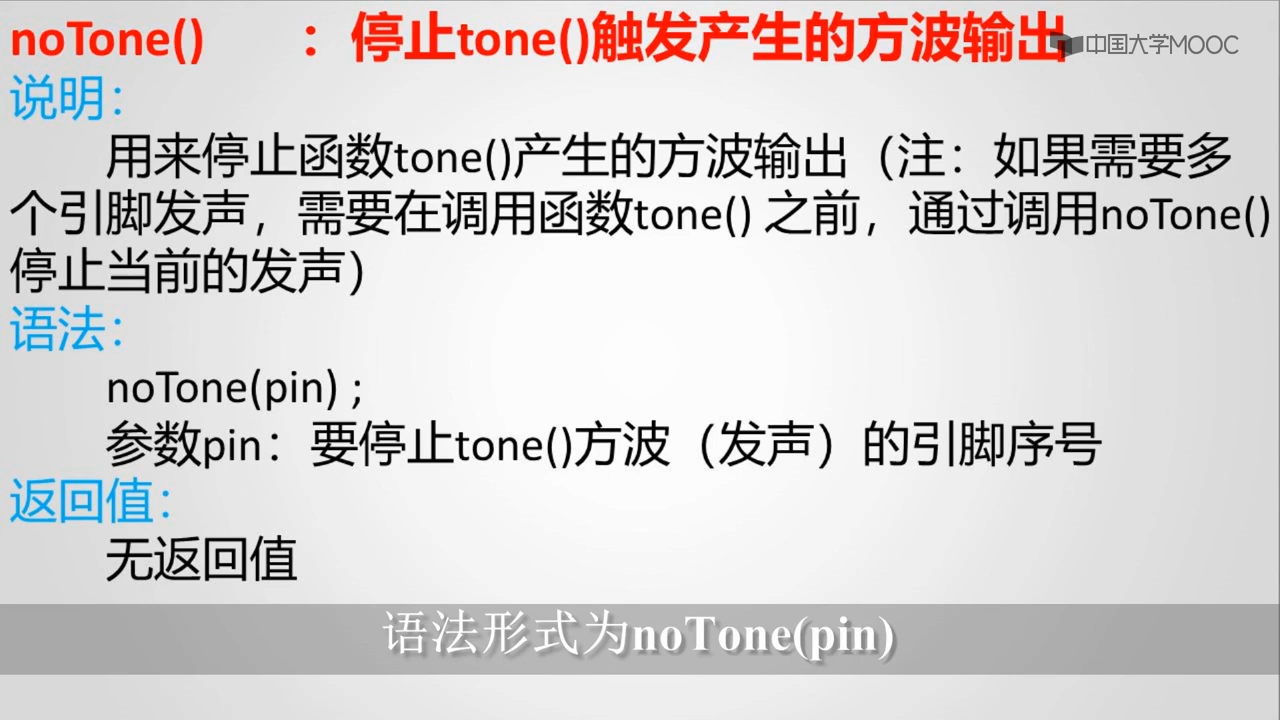 noTone() ：停止tone()触发产生的方波输出
中国大学MOOC
说明：
用来停止函数tone()产生的方波输出（注：如果需要多
个引脚发声，需要在调用函数tone() 之前，通过调用noTone()
停止当前的发声）
语法：
noTone(pin) ;
参数pin：要停止tone()方波（发声）的引脚序号
返回值：
无返回值
语法形式为noTone(pin)